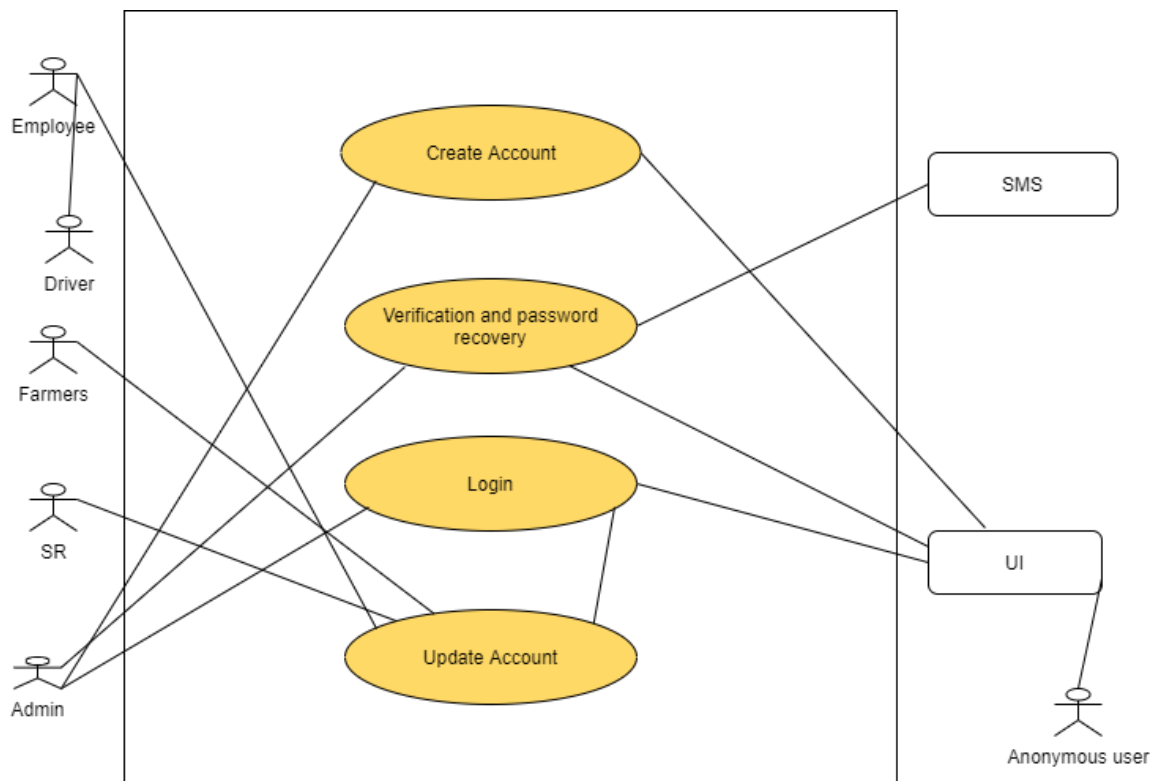 Employee
Create Account
SMS
Driver
Verification and password
recovery
Farmers
Login
SR
UI
Update Account
Admin
Anonymous user